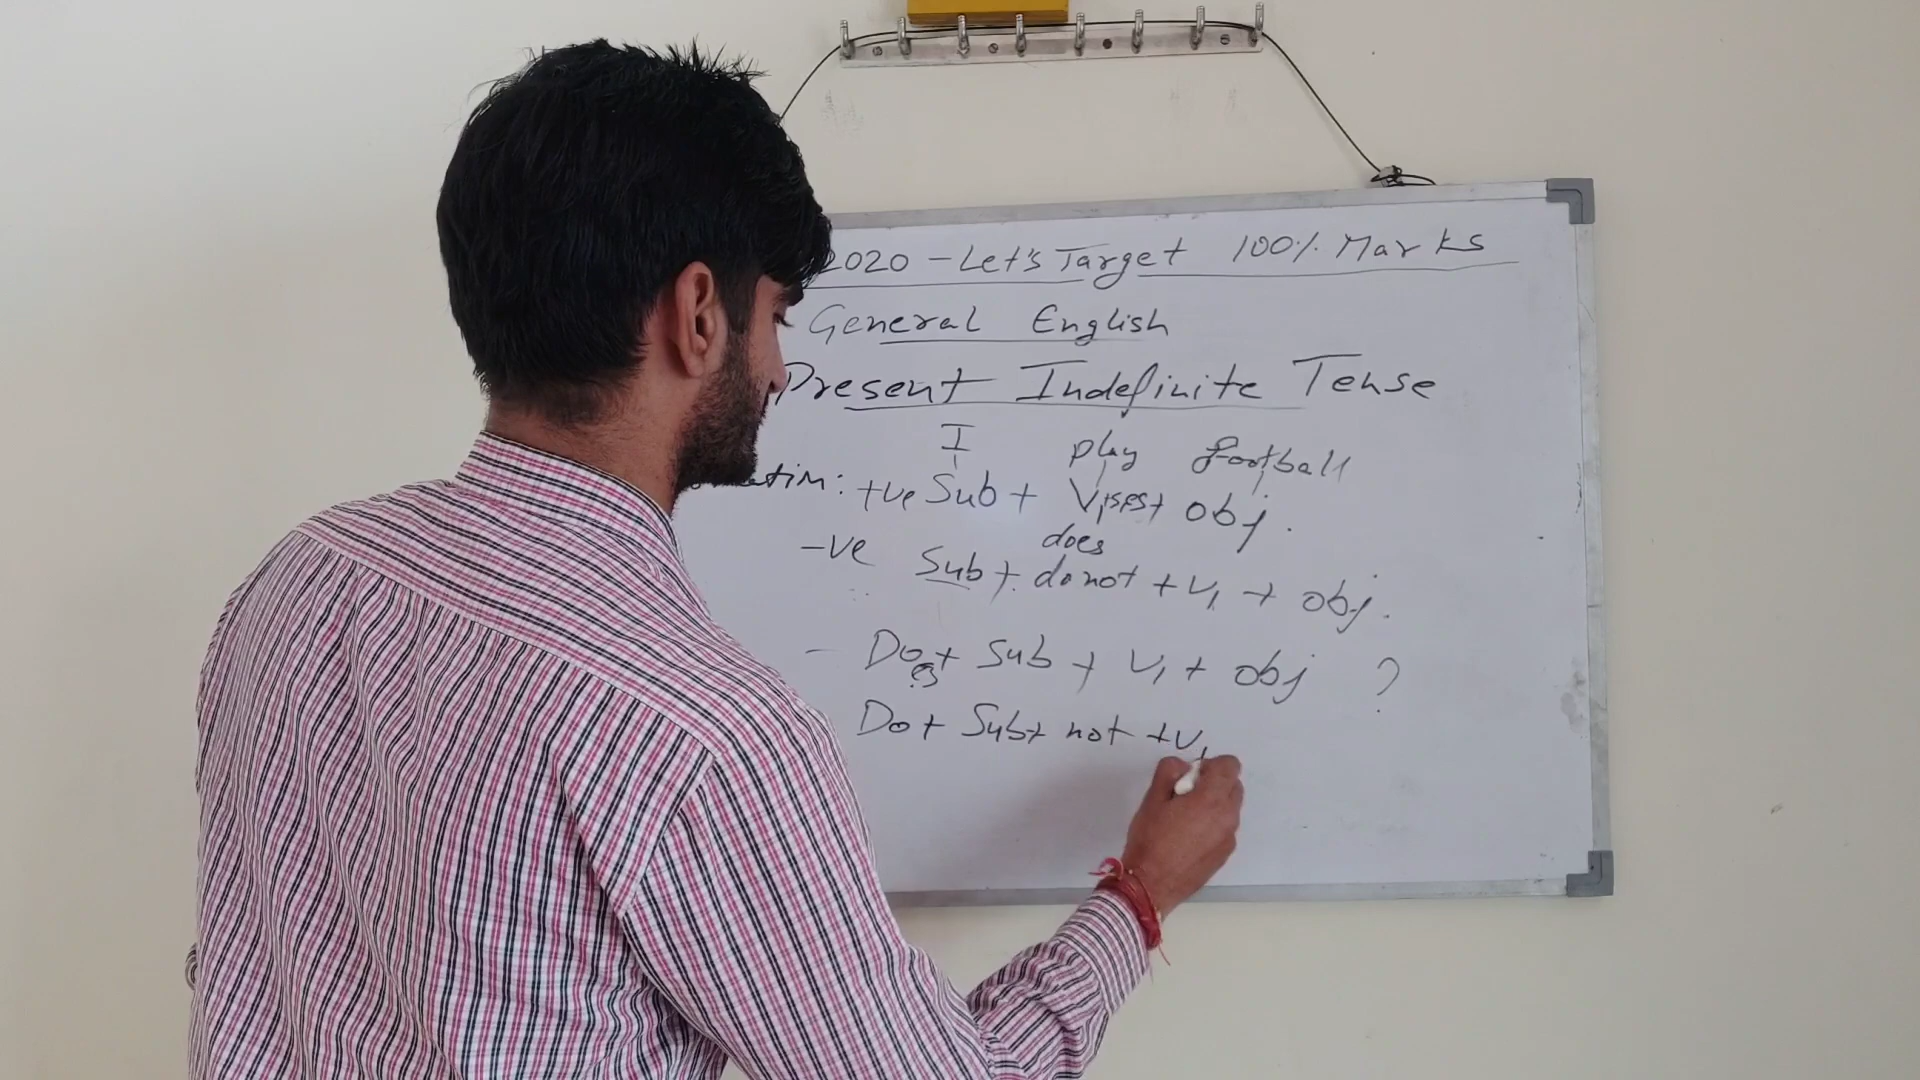 2020 - Let's Target 100% Marks
General English
Present Indefinite Tense
I play football
+ve Sub + V1 + obj.
does
-ve Sub + do not + V1 + obj.
- Do + Sub + V1 + obj ?
es
Do + Sub + not + V1